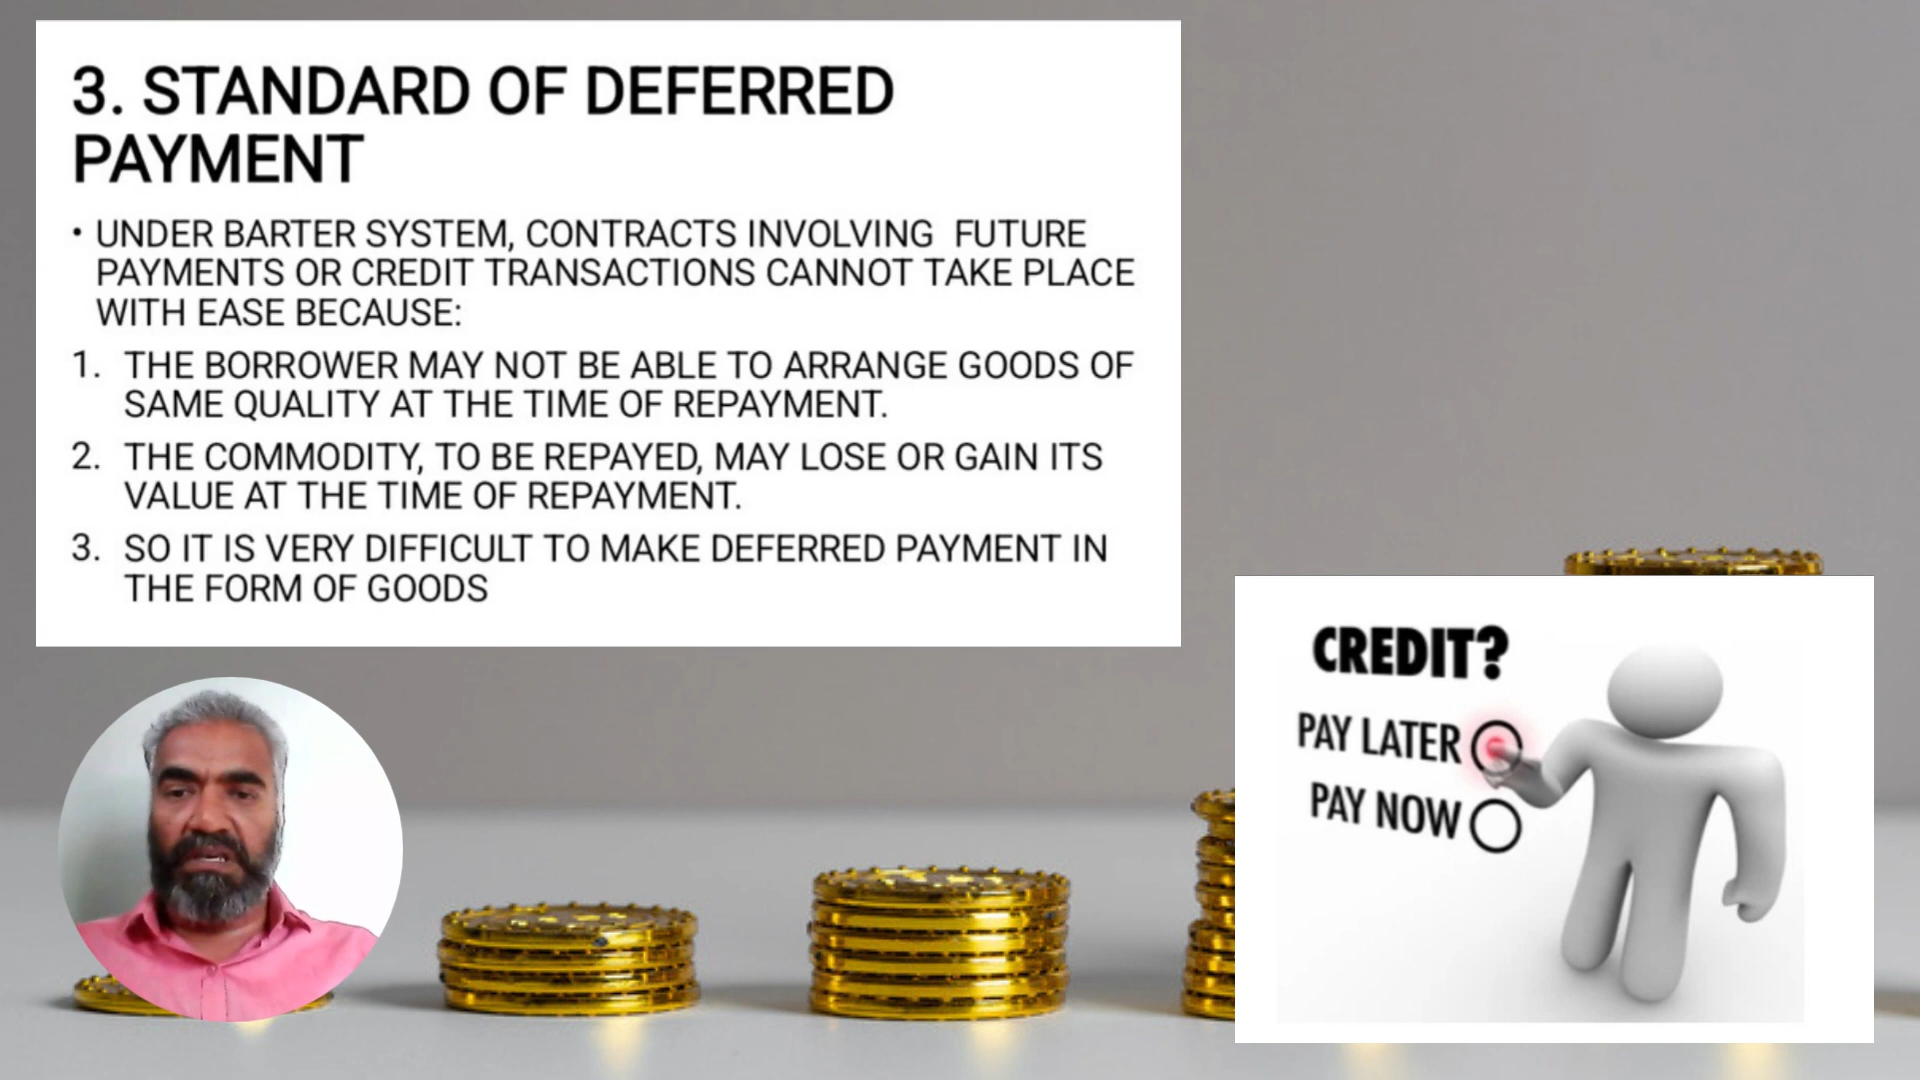 3. STANDARD OF DEFERRED
PAYMENT
• UNDER BARTER SYSTEM, CONTRACTS INVOLVING FUTURE
PAYMENTS OR CREDIT TRANSACTIONS CANNOT TAKE PLACE
WITH EASE BECAUSE:
1. THE BORROWER MAY NOT BE ABLE TO ARRANGE GOODS OF
SAME QUALITY AT THE TIME OF REPAYMENT.
2. THE COMMODITY, TO BE REPAYED, MAY LOSE OR GAIN ITS
VALUE AT THE TIME OF REPAYMENT.
3. SO IT IS VERY DIFFICULT TO MAKE DEFERRED PAYMENT IN
THE FORM OF GOODS
CREDIT?
PAY LATER
PAY NOW